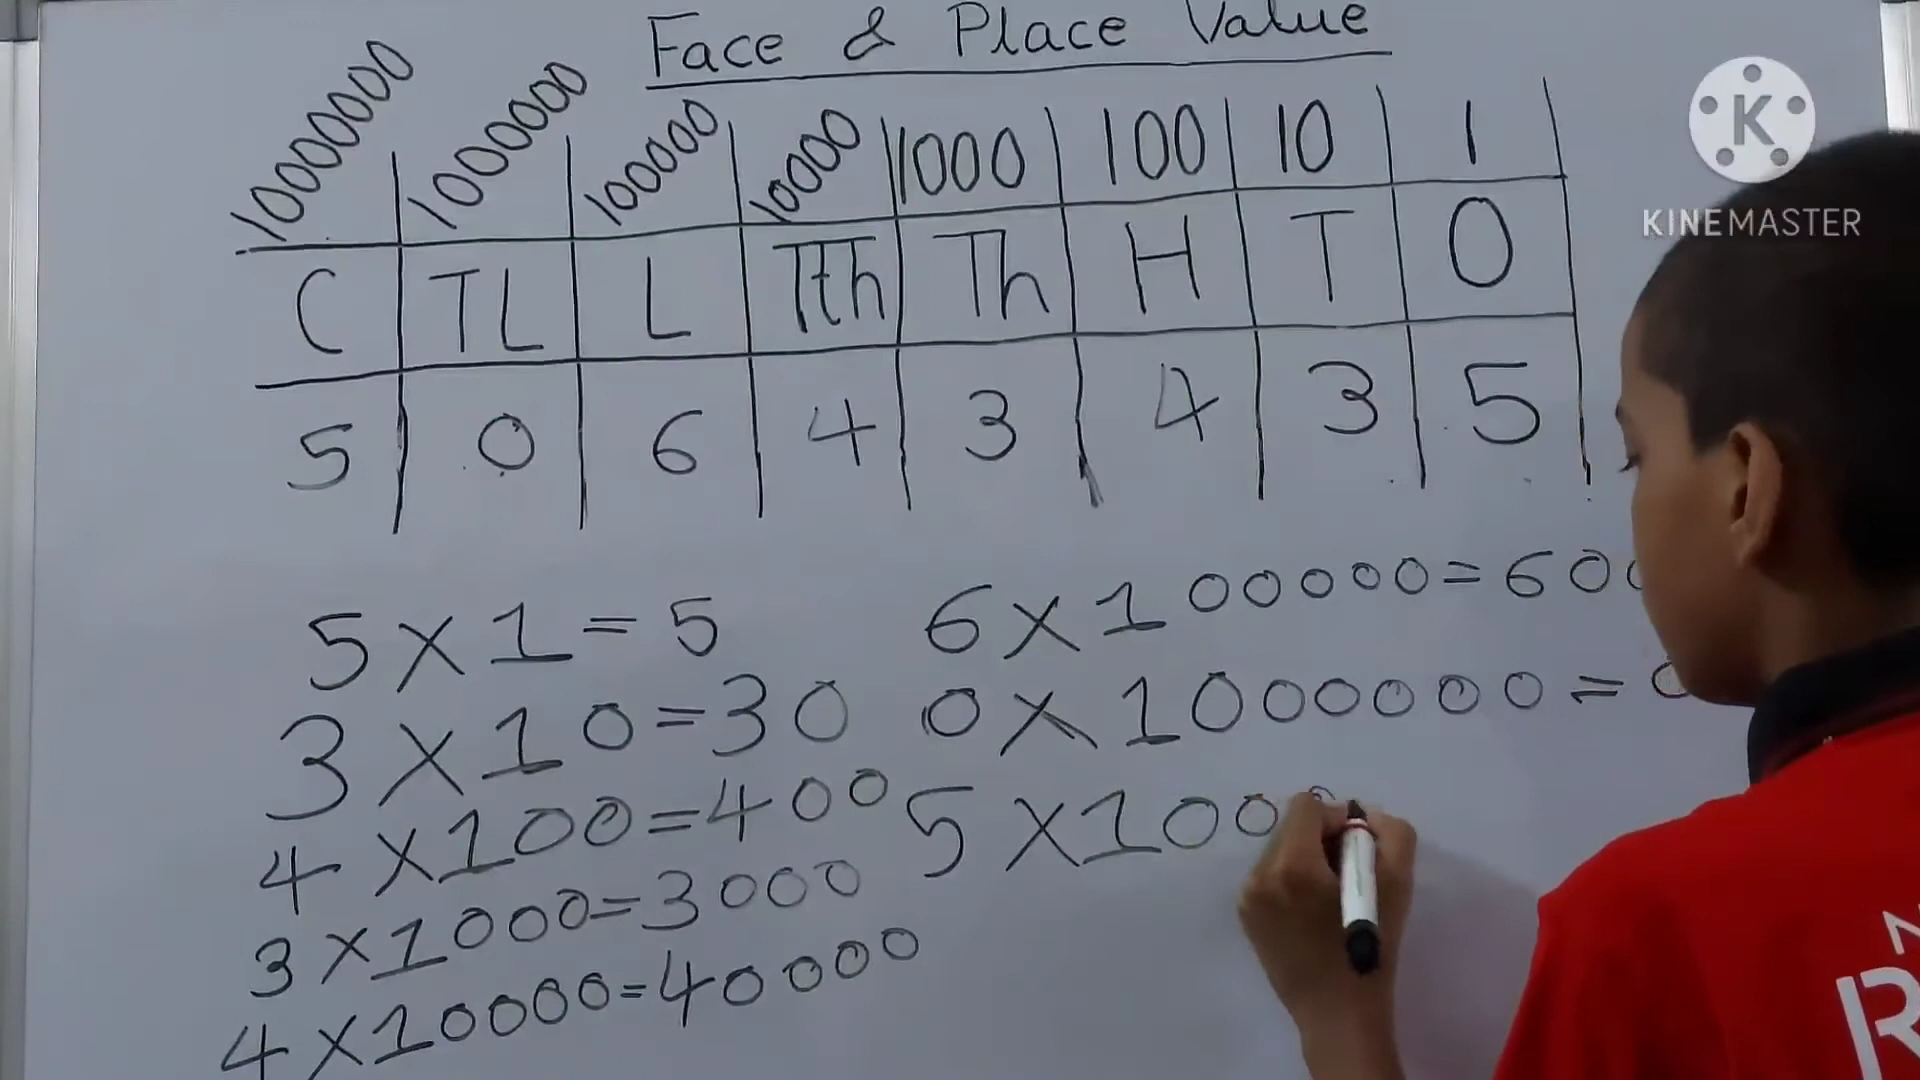 Face & Place Value
10000000 1000000 100000 10000 1000 100 10 1
C TL L Tth Th H T O
5 0 6 4 3 4 3 5
5 x 1 = 5
3 x 10 = 30
4 x 100 = 400
3 x 1000 = 3000
4 x 10000 = 40000
6 x 100000 = 60
0 x 1000000 = 0
5 x 100
K
KINEMASTER
R